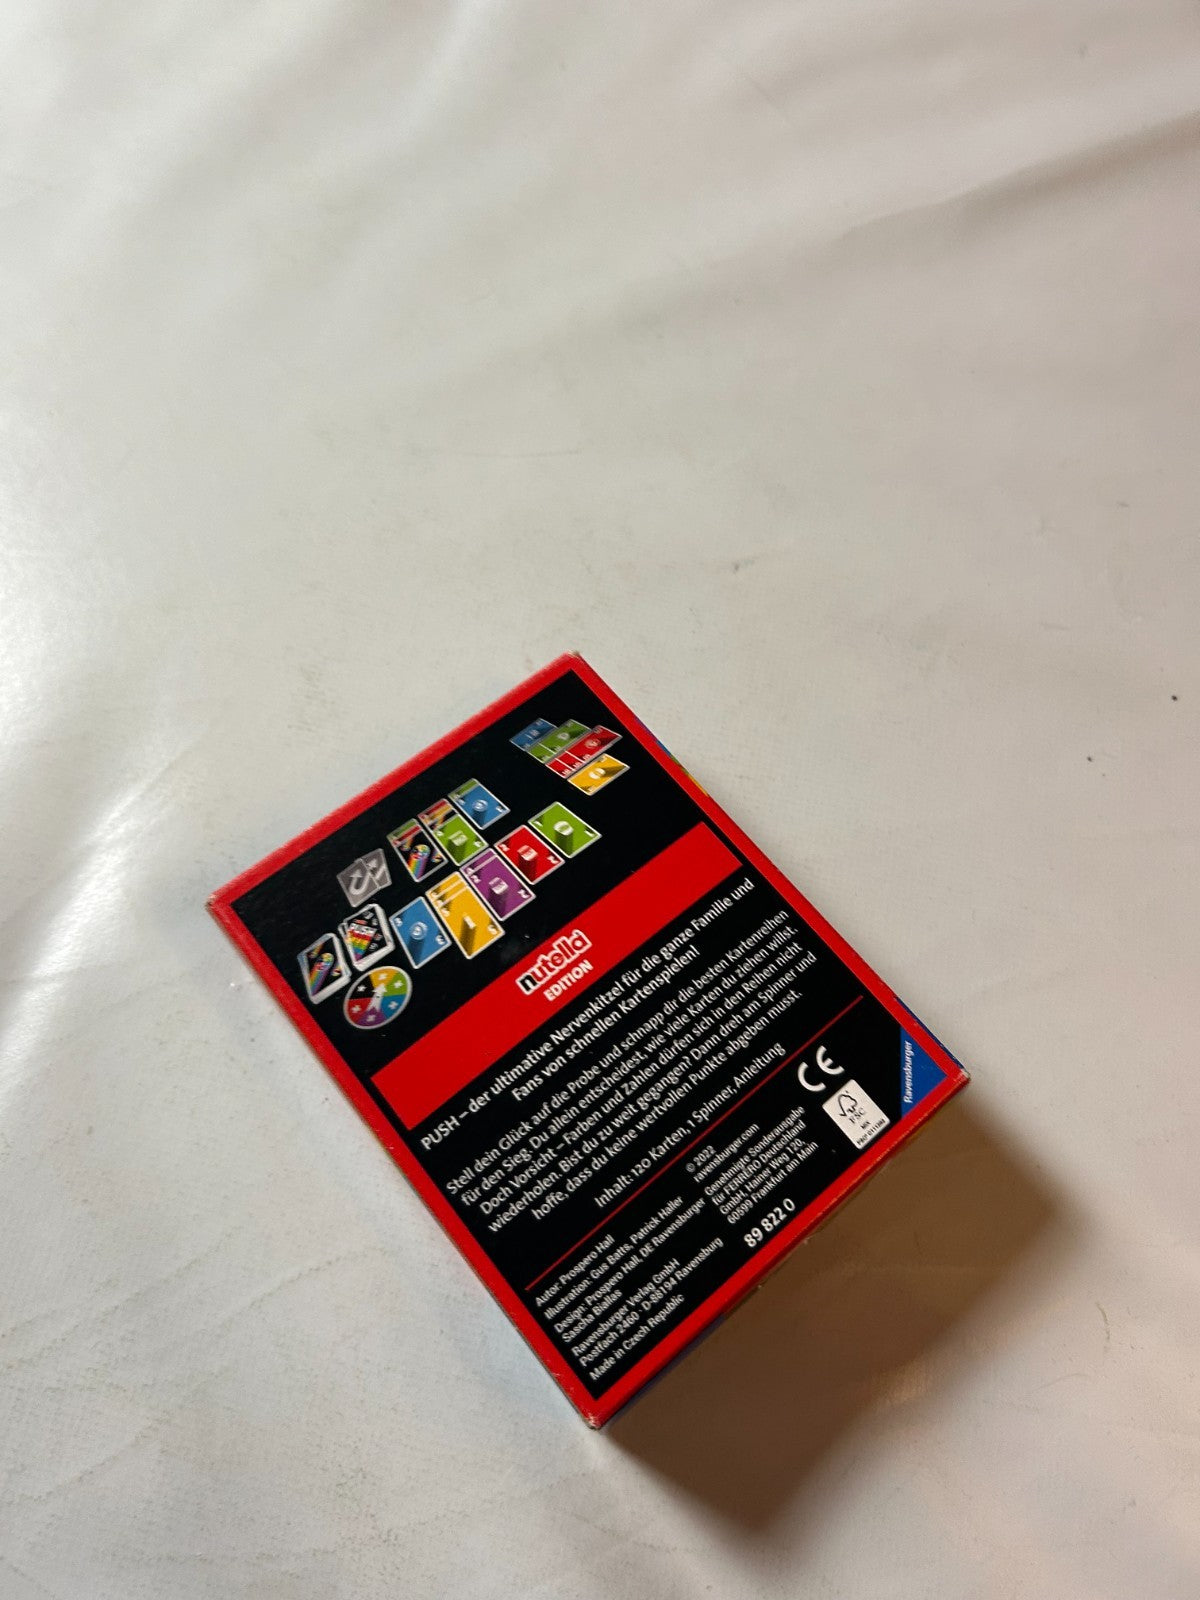 nutella
EDITION
PUSH – der ultimative Nervenkitzel für die ganze Familie und
Fans von schnellen Kartenspielen!
Stell dein Glück auf die Probe und schnapp dir die besten Kartenreihen
für den Sieg. Du allein entscheidest, wie viele Karten du ziehen willst.
Doch Vorsicht – Farben und Zahlen dürfen sich in den Reihen nicht
wiederholen. Bist du zu weit gegangen? Dann dreh am Spinner und
hoffe, dass du keine wertvollen Punkte abgeben musst.
Inhalt: 120 Karten, 1 Spinner, Anleitung
Autor: Prospero Hall
Illustration: Gus Batts, Patrick Haller
Design: Prospero Hall, DE Ravensburger
Sascha Biallas
Ravensburger Verlag GmbH
Postfach 2460 · D-88194 Ravensburg
Made in Czech Republic
© 2022
ravensburger.com
Genehmigte Sonderausgabe
für FERRERO Deutschland
GmbH, Hainer Weg 120,
60599 Frankfurt am Main
89 822 0
CE
FSC
MIX
Ravensburger
PUSH